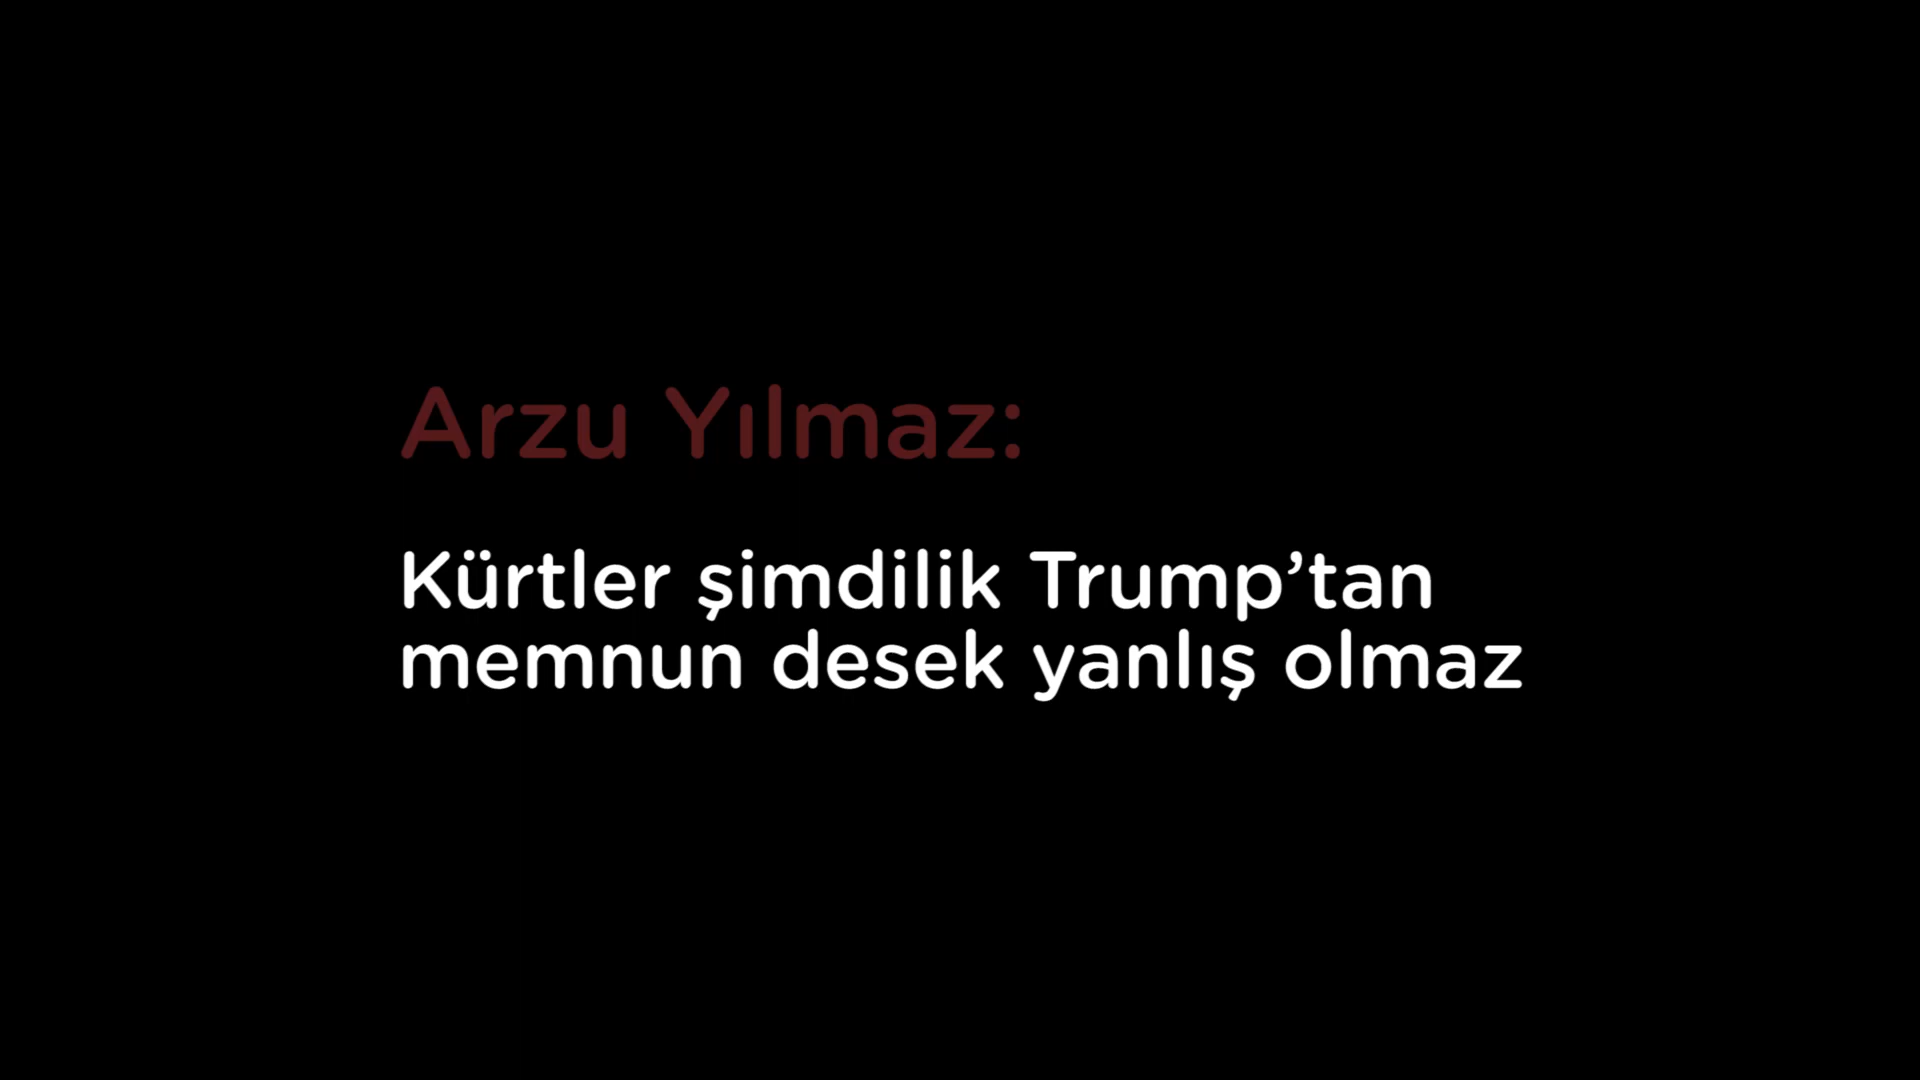 Arzu Yılmaz:
Kürtler şimdilik Trump’tan
memnun desek yanlış olmaz